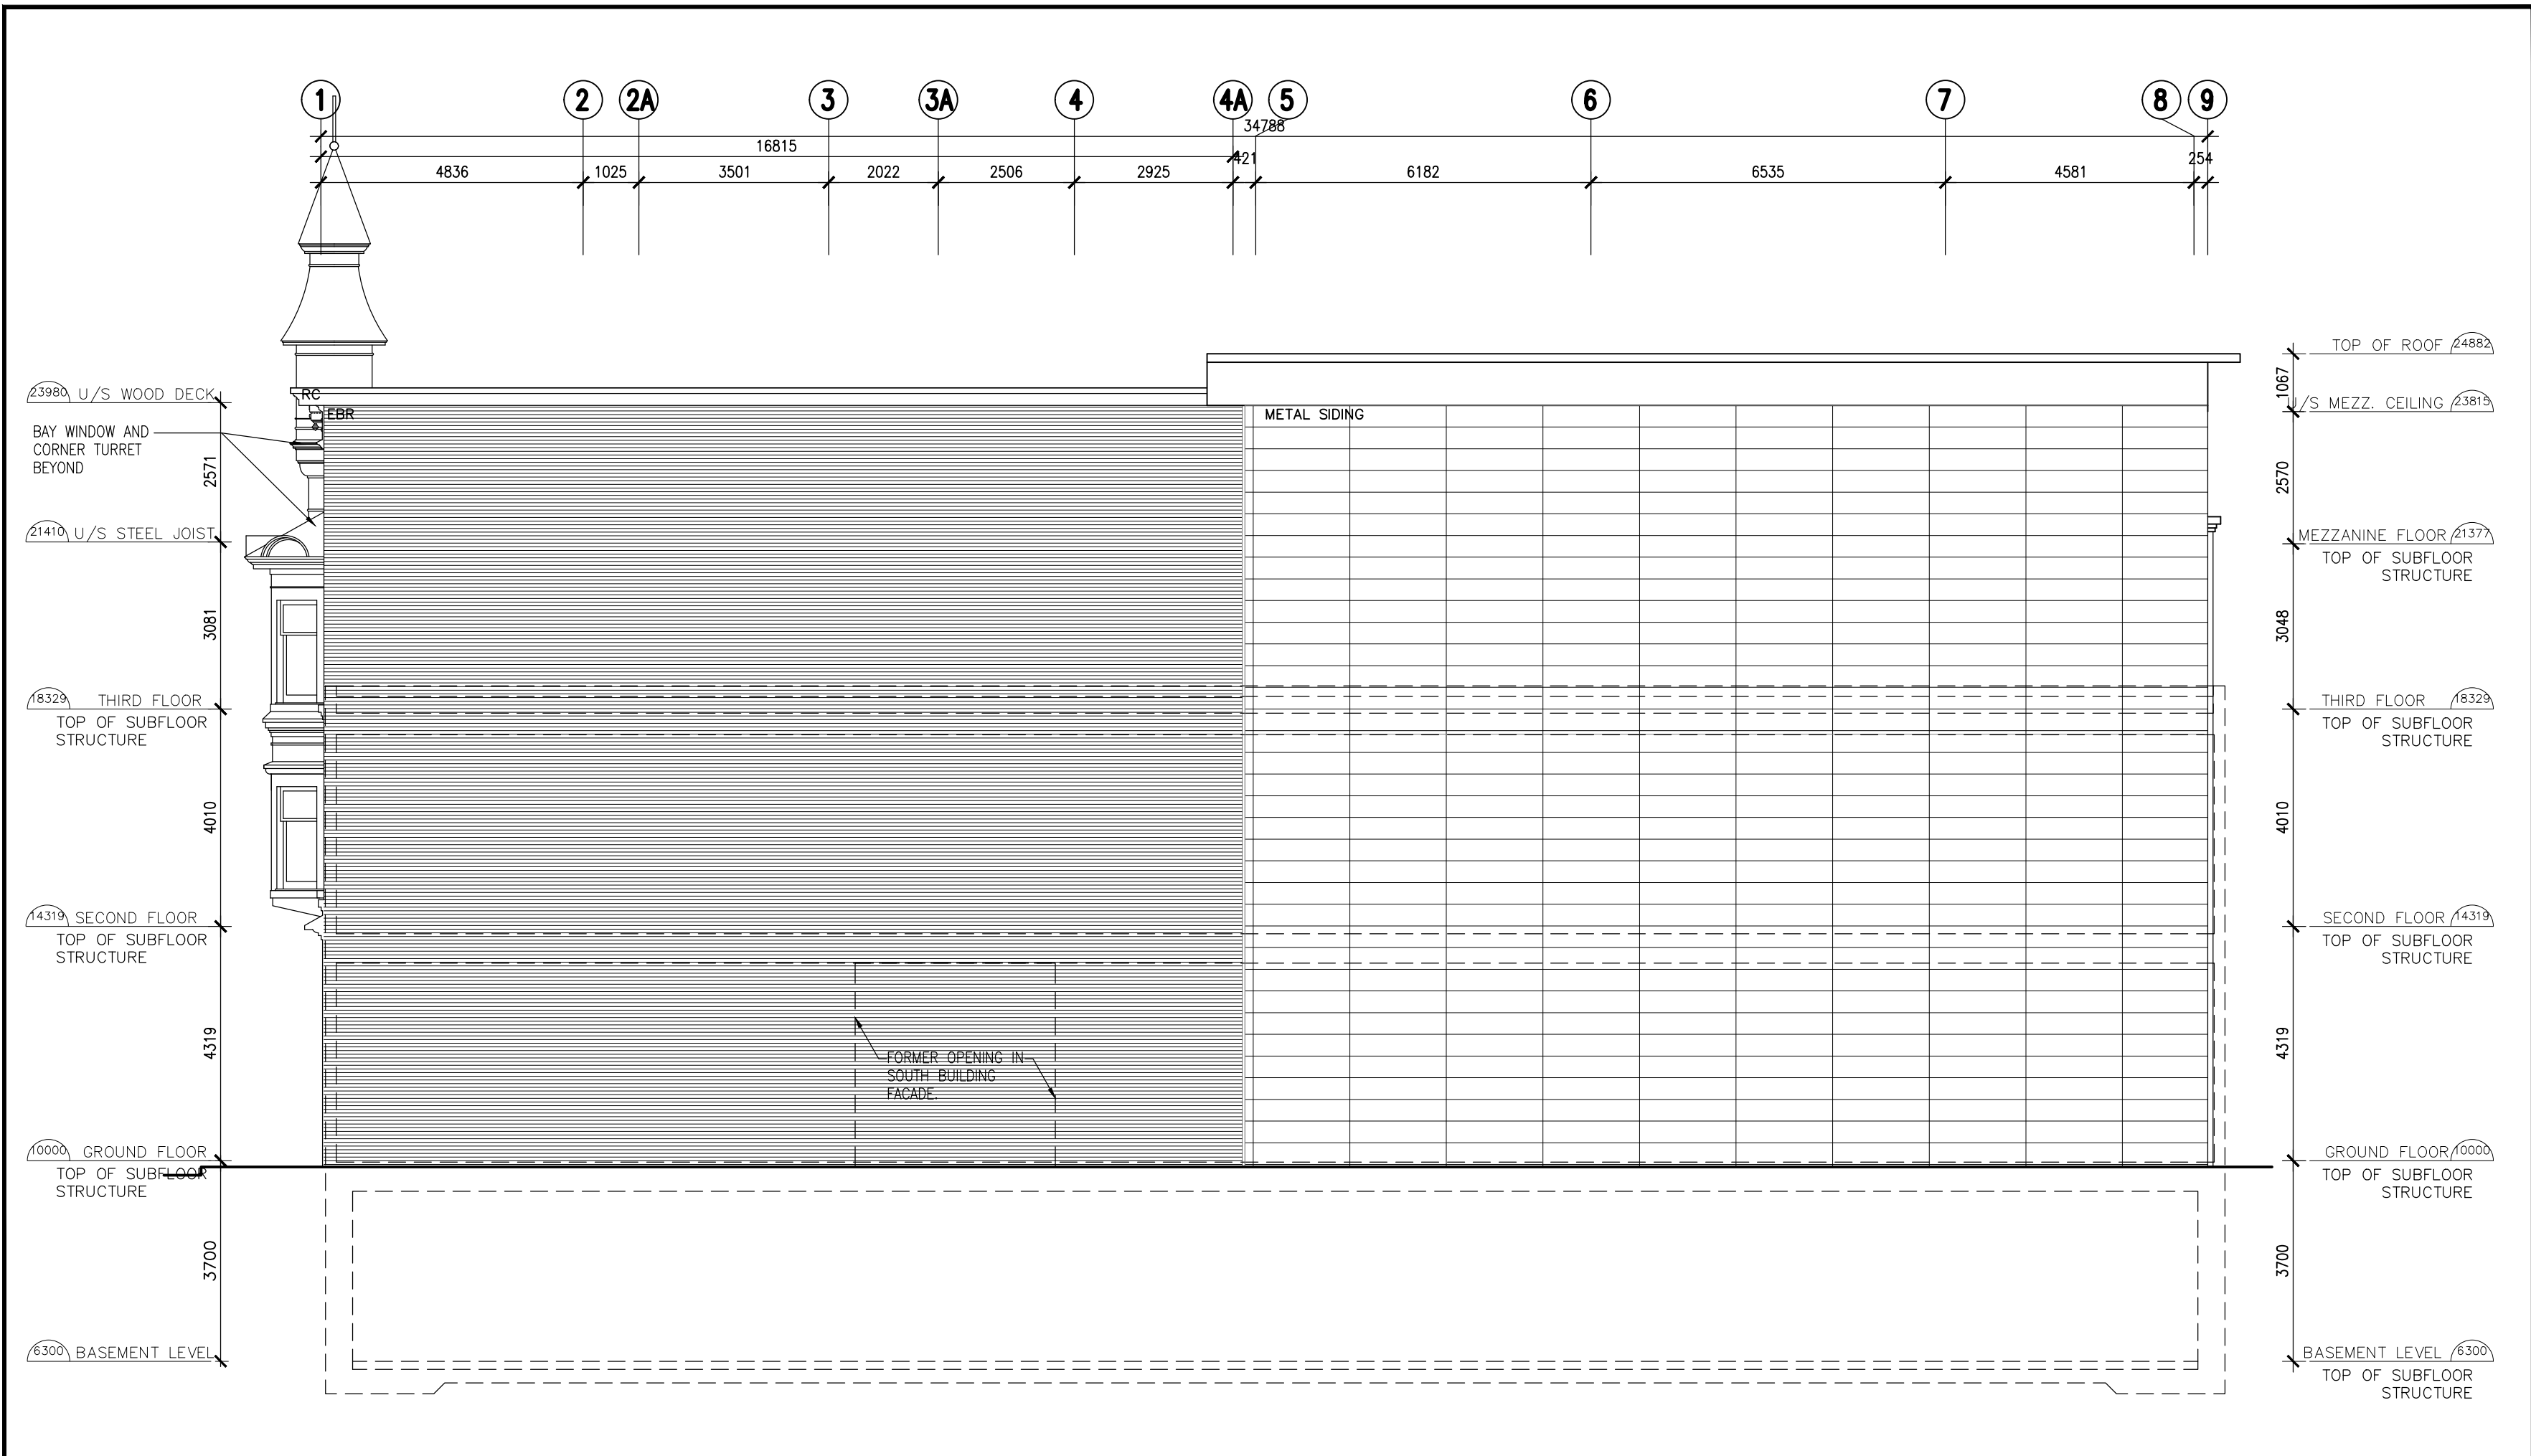 1 2 2A 3 3A 4 4A 5 6 7 8 9
34788
16815
421
254
4836 1025 3501 2022 2506 2925 6182 6535 4581
23980 U/S WOOD DECK
RC
EBR
BAY WINDOW AND
CORNER TURRET
BEYOND
2571
21410 U/S STEEL JOIST
3081
18329 THIRD FLOOR
TOP OF SUBFLOOR
STRUCTURE
4010
14319 SECOND FLOOR
TOP OF SUBFLOOR
STRUCTURE
4319
10000 GROUND FLOOR
TOP OF SUBFLOOR
STRUCTURE
3700
6300 BASEMENT LEVEL
METAL SIDING
FORMER OPENING IN
SOUTH BUILDING
FACADE.
TOP OF ROOF 24882
1067
U/S MEZZ. CEILING 23815
2570
MEZZANINE FLOOR 21377
TOP OF SUBFLOOR
STRUCTURE
3048
THIRD FLOOR 18329
TOP OF SUBFLOOR
STRUCTURE
4010
SECOND FLOOR 14319
TOP OF SUBFLOOR
STRUCTURE
4319
GROUND FLOOR 10000
TOP OF SUBFLOOR
STRUCTURE
3700
BASEMENT LEVEL 6300
TOP OF SUBFLOOR
STRUCTURE